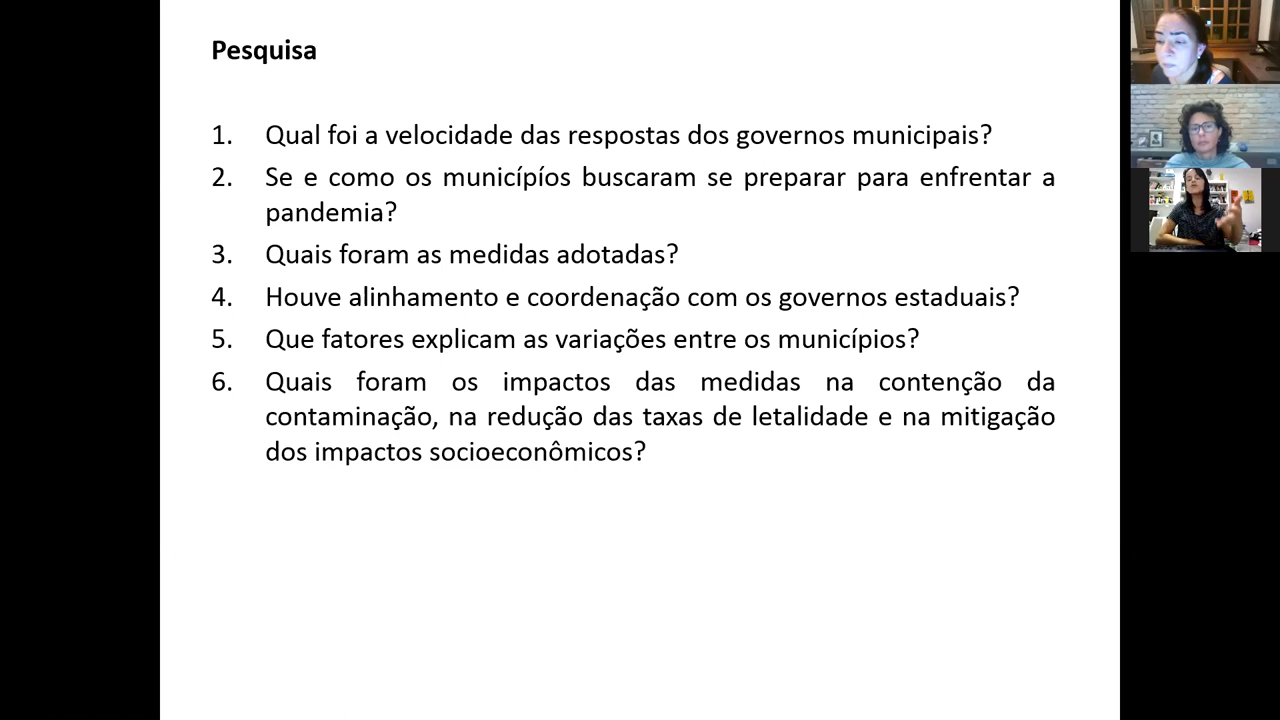 Pesquisa
1. Qual foi a velocidade das respostas dos governos municipais?
2. Se e como os municípíos buscaram se preparar para enfrentar a
pandemia?
3. Quais foram as medidas adotadas?
4. Houve alinhamento e coordenação com os governos estaduais?
5. Que fatores explicam as variações entre os municípios?
6. Quais foram os impactos das medidas na contenção da
contaminação, na redução das taxas de letalidade e na mitigação
dos impactos socioeconômicos?